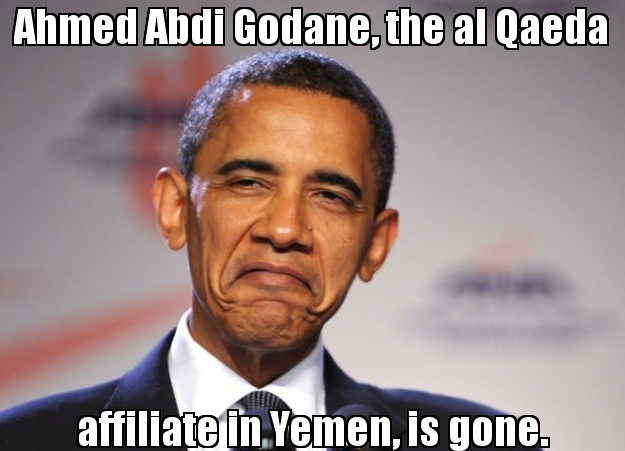 Ahmed Abdi Godane, the al Qaeda
affiliate in Yemen, is gone.